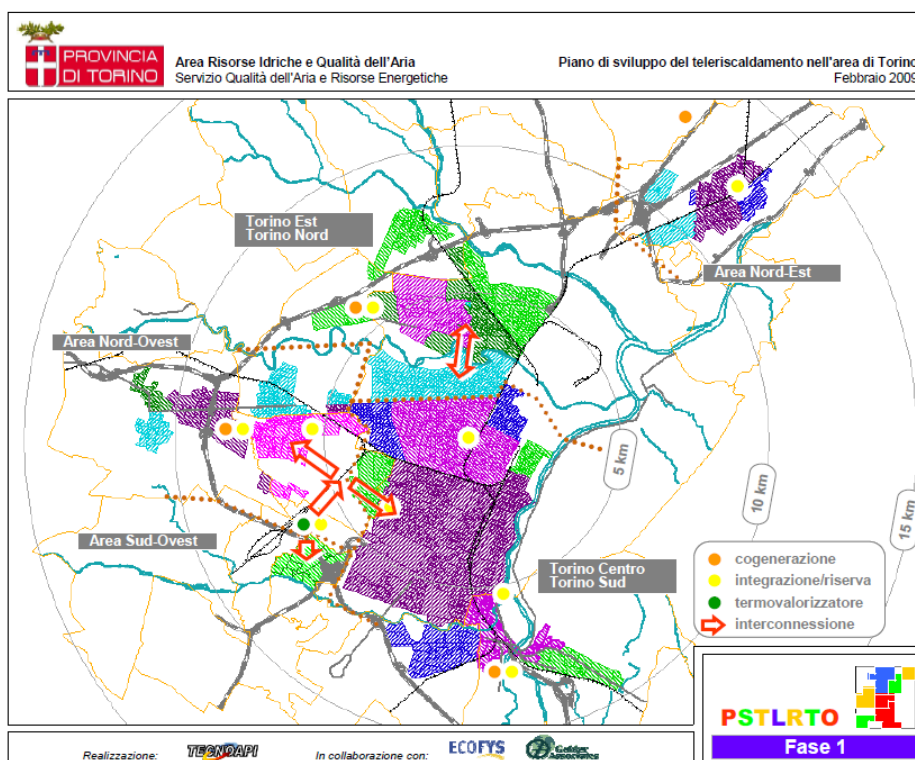 PROVINCIA
DI TORINO
Area Risorse Idriche e Qualità dell'Aria
Servizio Qualità dell'Aria e Risorse Energetiche
Piano di sviluppo del teleriscaldamento nell'area di Torino
Febbraio 2009
Torino Est
Torino Nord
Area Nord-Est
Area Nord-Ovest
5 km
10 km
15 km
Area Sud-Ovest
Torino Centro
Torino Sud
cogenerazione
integrazione/riserva
termovalorizzatore
interconnessione
PSTLRTO
Fase 1
Realizzazione:
TECNOAPI
In collaborazione con:
ECOFYS
Golder
Associates